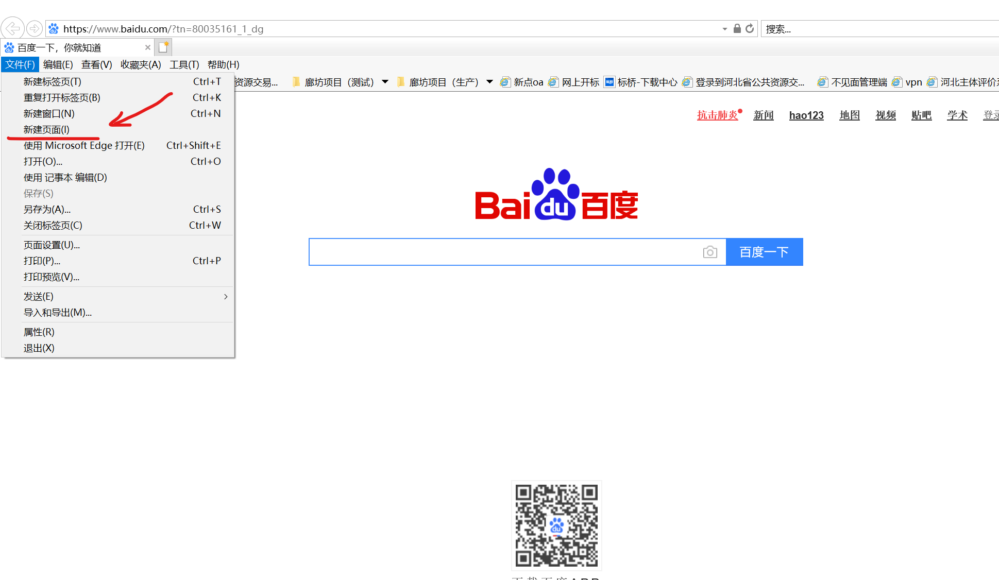 https://www.baidu.com/?tn=80035161_1_dg
搜索...
百度一下，你就知道
文件(F) 编辑(E) 查看(V) 收藏夹(A) 工具(T) 帮助(H)
资源交易... 廊坊项目（测试） 廊坊项目（生产） 新点oa 网上开标 标桥-下载中心 登录到河北省公共资源交... 不见面管理端 vpn 河北主体评价
新建标签页(T) Ctrl+T
重复打开标签页(B) Ctrl+K
新建窗口(N) Ctrl+N
新建页面(I)
使用 Microsoft Edge 打开(E) Ctrl+Shift+E
打开(O)... Ctrl+O
使用 记事本 编辑(D)
保存(S)
另存为(A)... Ctrl+S
关闭标签页(C) Ctrl+W
页面设置(U)...
打印(P)... Ctrl+P
打印预览(V)...
发送(E)
导入和导出(M)...
属性(R)
退出(X)
抗击肺炎 新闻 hao123 地图 视频 贴吧 学术 登录
Bai du 百度
百度一下
du